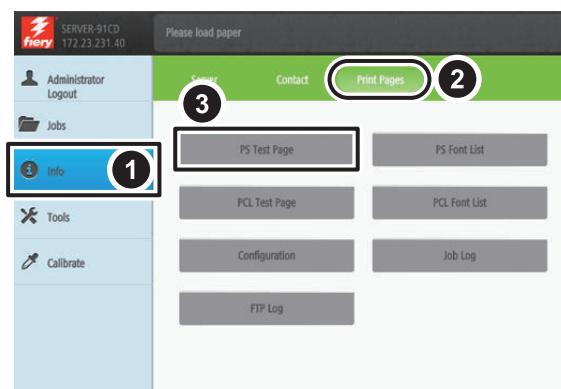 fiery
SERVER-91CD
172.23.231.40
Please load paper
Administrator
Logout
Jobs
Info
Tools
Calibrate
Server
Contact
Print Pages
1
2
3
PS Test Page
PS Font List
PCL Test Page
PCL Font List
Configuration
Job Log
FTP Log